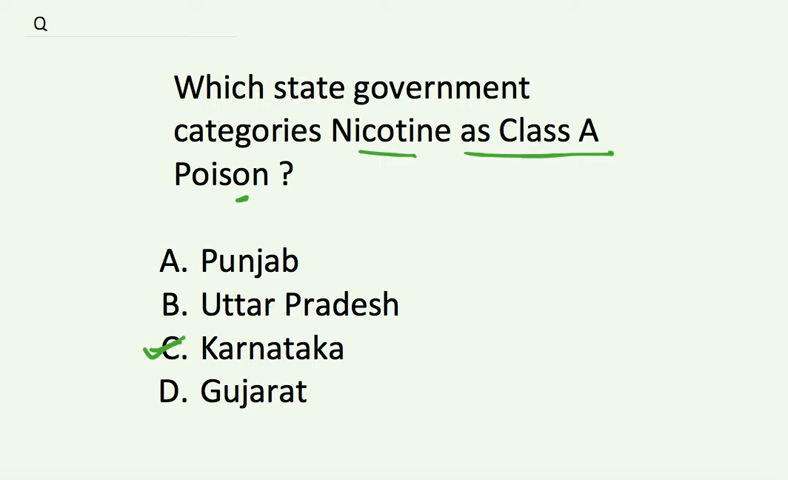 Q
Which state government
categories Nicotine as Class A
Poison ?
A. Punjab
B. Uttar Pradesh
C. Karnataka
D. Gujarat